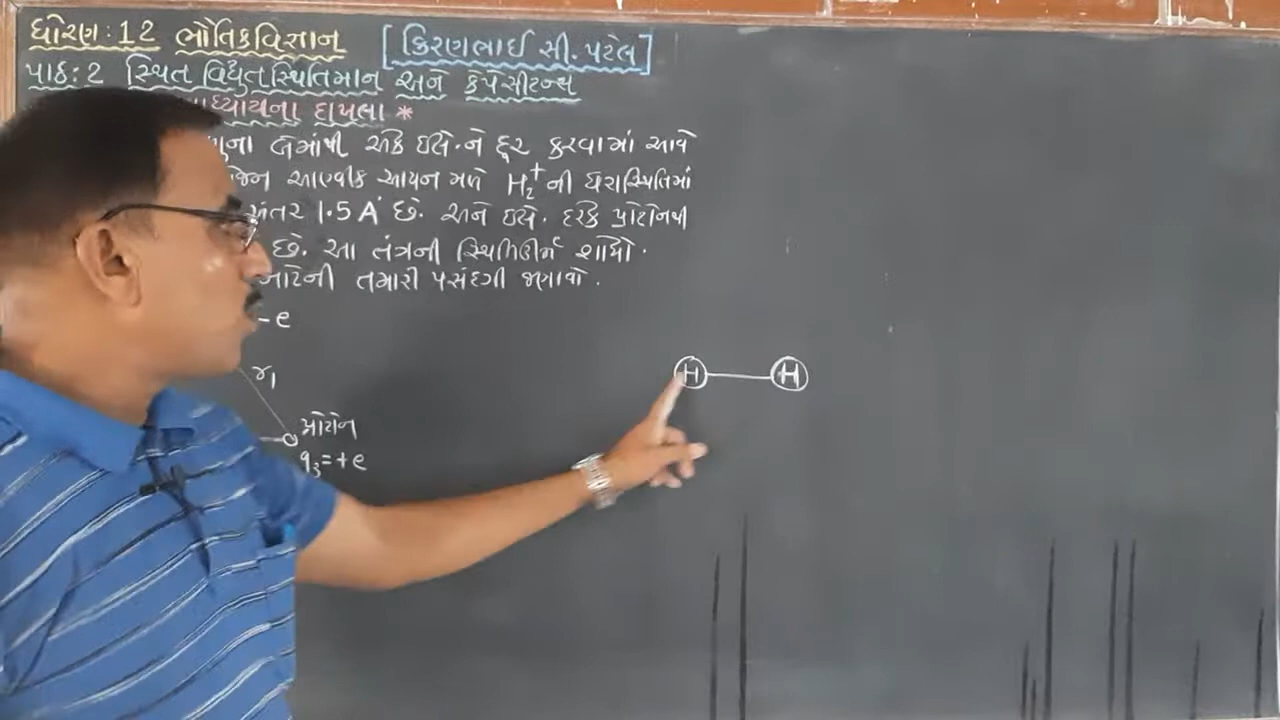 ધોરણ: 12 ભૌતિકવિજ્ઞાન [કિરણભાઈ સી. પટેલ]
પાઠ: 2 સ્થિત વિદ્યુતસ્થિતિમાન અને કેપેસીટન્સ
ધ્યાયના દાખલા *
ના બેમાંથી એક ઇલે. ને દૂર કરવામાં આવે
આણ્વીક આયન મળે H₂⁺ ની ધરાસ્થિતિમાં
અંતર 1.5 A° છે. અને ઇલે. દરેક પ્રોટોનથી
છે. આ તંત્રની સ્થિતિઊર્જા શોધો.
માટેની તમારી પસંદગી જણાવો.
- e
r₁
પ્રોટોન
q₃ = + e
H H